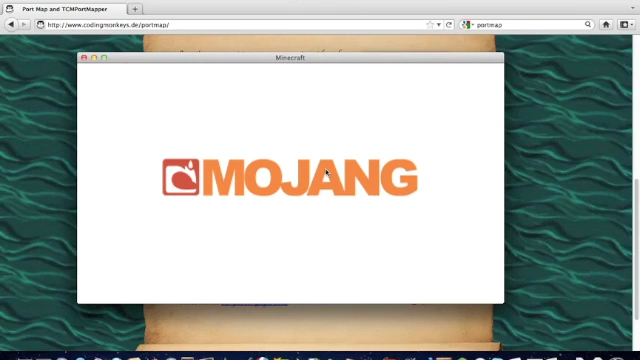 Port Map and TCMPortMapper
http://www.codingmonkeys.de/portmap/
portmap
Minecraft
MOJANG